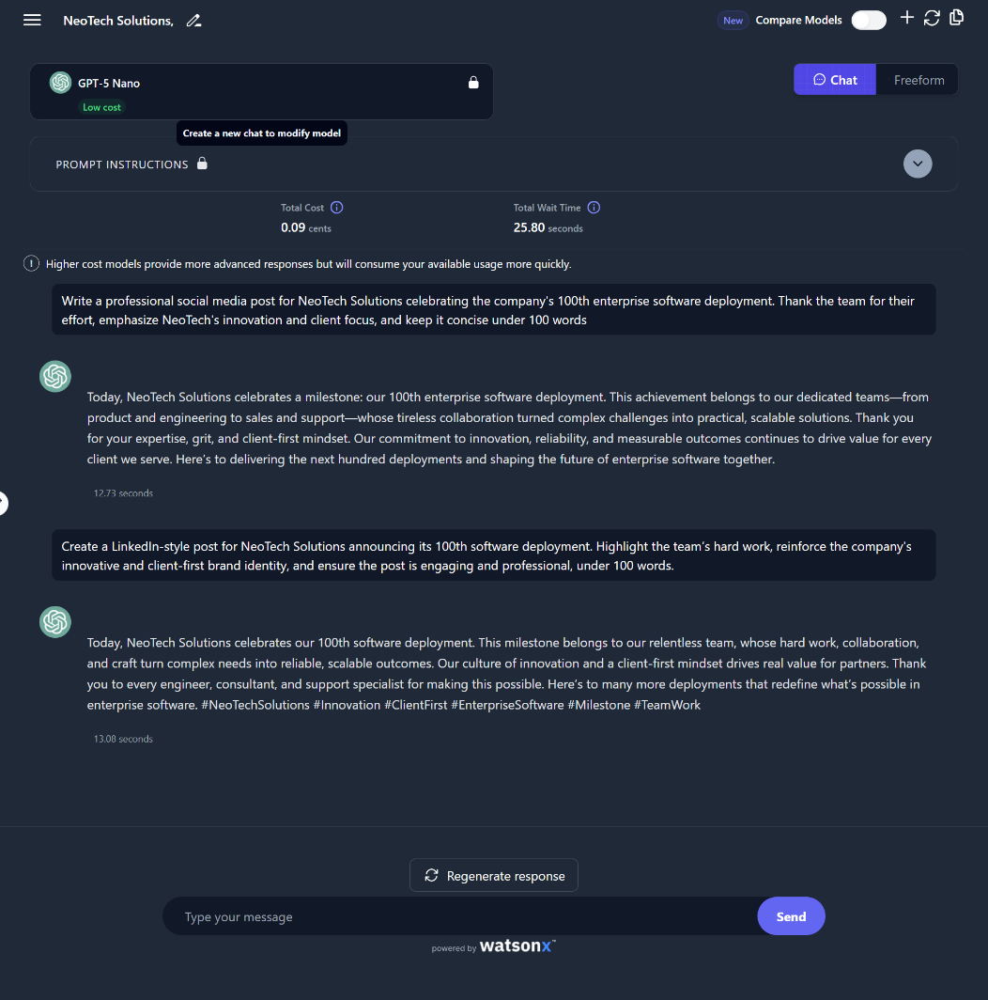 NeoTech Solutions,
New Compare Models
GPT-5 Nano
Low cost
Chat Freeform
Create a new chat to modify model
PROMPT INSTRUCTIONS
Total Cost
0.09 cents
Total Wait Time
25.80 seconds
Higher cost models provide more advanced responses but will consume your available usage more quickly.
Write a professional social media post for NeoTech Solutions celebrating the company's 100th enterprise software deployment. Thank the team for their
effort, emphasize NeoTech's innovation and client focus, and keep it concise under 100 words
Today, NeoTech Solutions celebrates a milestone: our 100th enterprise software deployment. This achievement belongs to our dedicated teams—from
product and engineering to sales and support—whose tireless collaboration turned complex challenges into practical, scalable solutions. Thank you
for your expertise, grit, and client-first mindset. Our commitment to innovation, reliability, and measurable outcomes continues to drive value for every
client we serve. Here’s to delivering the next hundred deployments and shaping the future of enterprise software together.
12.73 seconds
Create a LinkedIn-style post for NeoTech Solutions announcing its 100th software deployment. Highlight the team’s hard work, reinforce the company’s
innovative and client-first brand identity, and ensure the post is engaging and professional, under 100 words.
Today, NeoTech Solutions celebrates our 100th software deployment. This milestone belongs to our relentless team, whose hard work, collaboration,
and craft turn complex needs into reliable, scalable outcomes. Our culture of innovation and a client-first mindset drives real value for partners. Thank
you to every engineer, consultant, and support specialist for making this possible. Here’s to many more deployments that redefine what’s possible in
enterprise software. #NeoTechSolutions #Innovation #ClientFirst #EnterpriseSoftware #Milestone #TeamWork
13.08 seconds
Regenerate response
Type your message
Send
powered by watsonx™